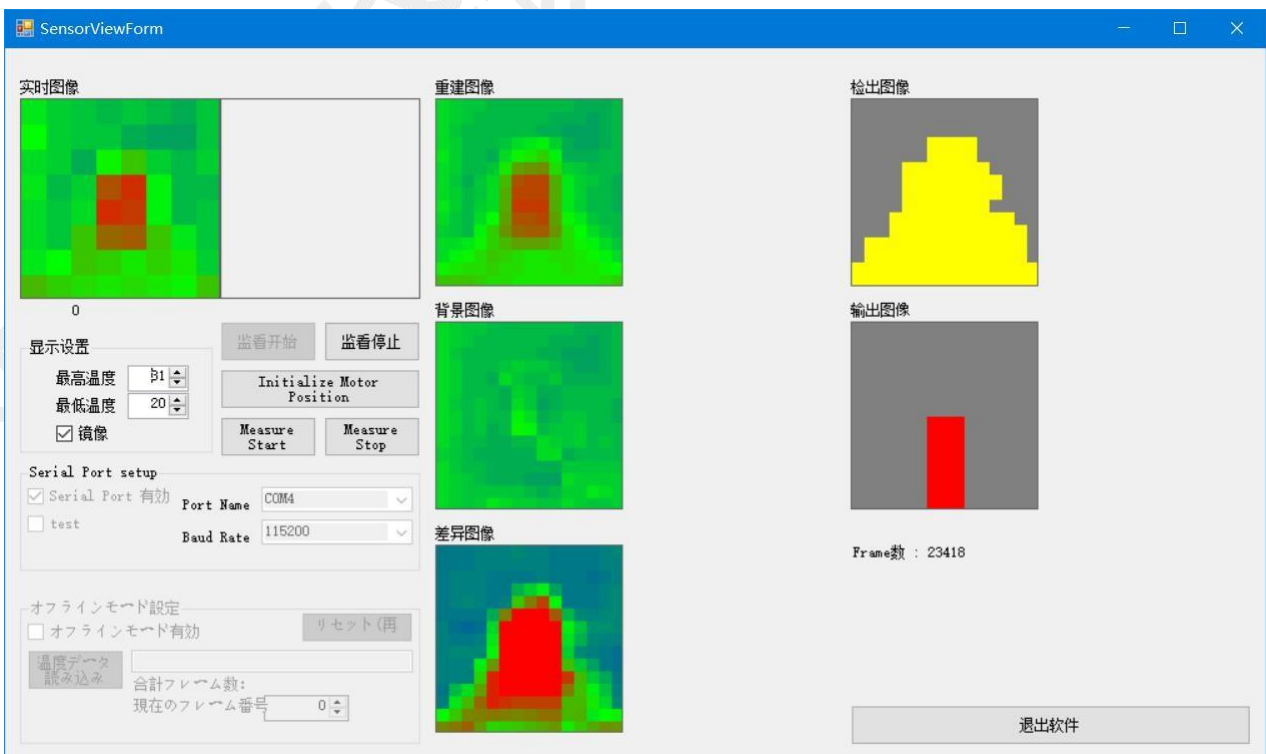 SensorViewForm
实时图像
重建图像
检出图像
0
背景图像
输出图像
显示设置
监看开始
监看停止
最高温度
31
最低温度
20
镜像
Initialize Motor
Position
Measure
Start
Measure
Stop
Serial Port setup
Serial Port 有効
Port Name
COM4
test
Baud Rate
115200
差异图像
Frame数 : 23418
オフラインモード設定
オフラインモード有効
リセット(再
温度データ
読み込み
合計フレーム数:
現在のフレーム番号
0
退出软件